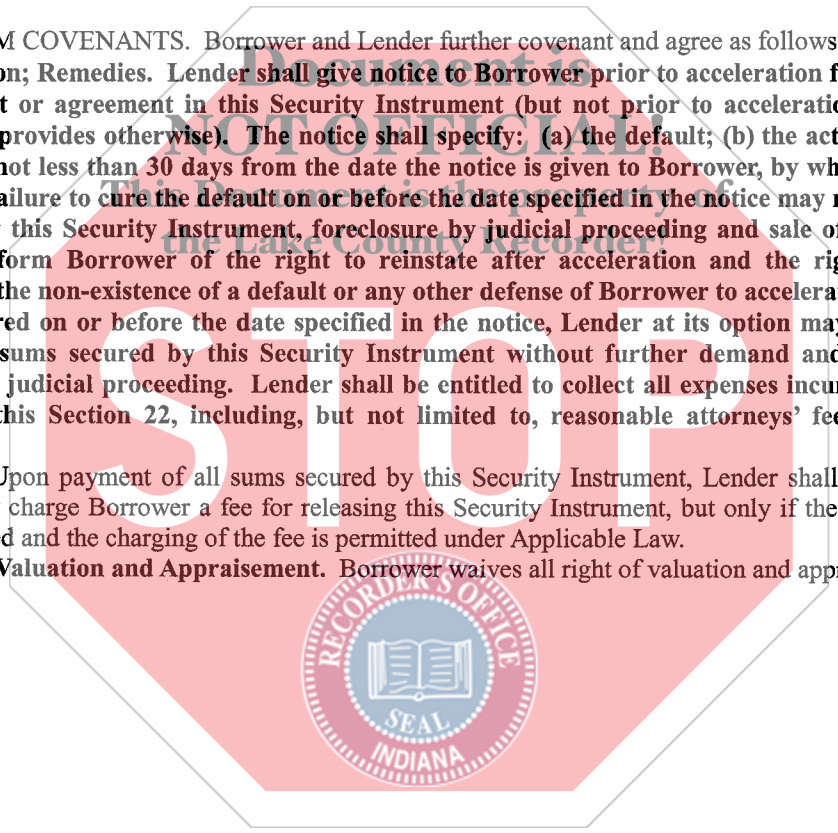 M COVENANTS. Borrower and Lender further covenant and agree as follows
on; Remedies. Lender shall give notice to Borrower prior to acceleration f
t or agreement in this Security Instrument (but not prior to acceleratio
provides otherwise). The notice shall specify: (a) the default; (b) the act
not less than 30 days from the date the notice is given to Borrower, by wh
ailure to cure the default on or before the date specified in the notice may r
this Security Instrument, foreclosure by judicial proceeding and sale of
form Borrower of the right to reinstate after acceleration and the rig
the non-existence of a default or any other defense of Borrower to accelera
red on or before the date specified in the notice, Lender at its option may
sums secured by this Security Instrument without further demand and
judicial proceeding. Lender shall be entitled to collect all expenses incur
this Section 22, including, but not limited to, reasonable attorneys’ fee
Upon payment of all sums secured by this Security Instrument, Lender shall
charge Borrower a fee for releasing this Security Instrument, but only if the
d and the charging of the fee is permitted under Applicable Law.
Valuation and Appraisement. Borrower waives all right of valuation and appr
Document is
NOT OFFICIAL!
This Document is the property of
the Lake County Recorder!
STOP
RECORDER'S OFFICE
SEAL
INDIANA